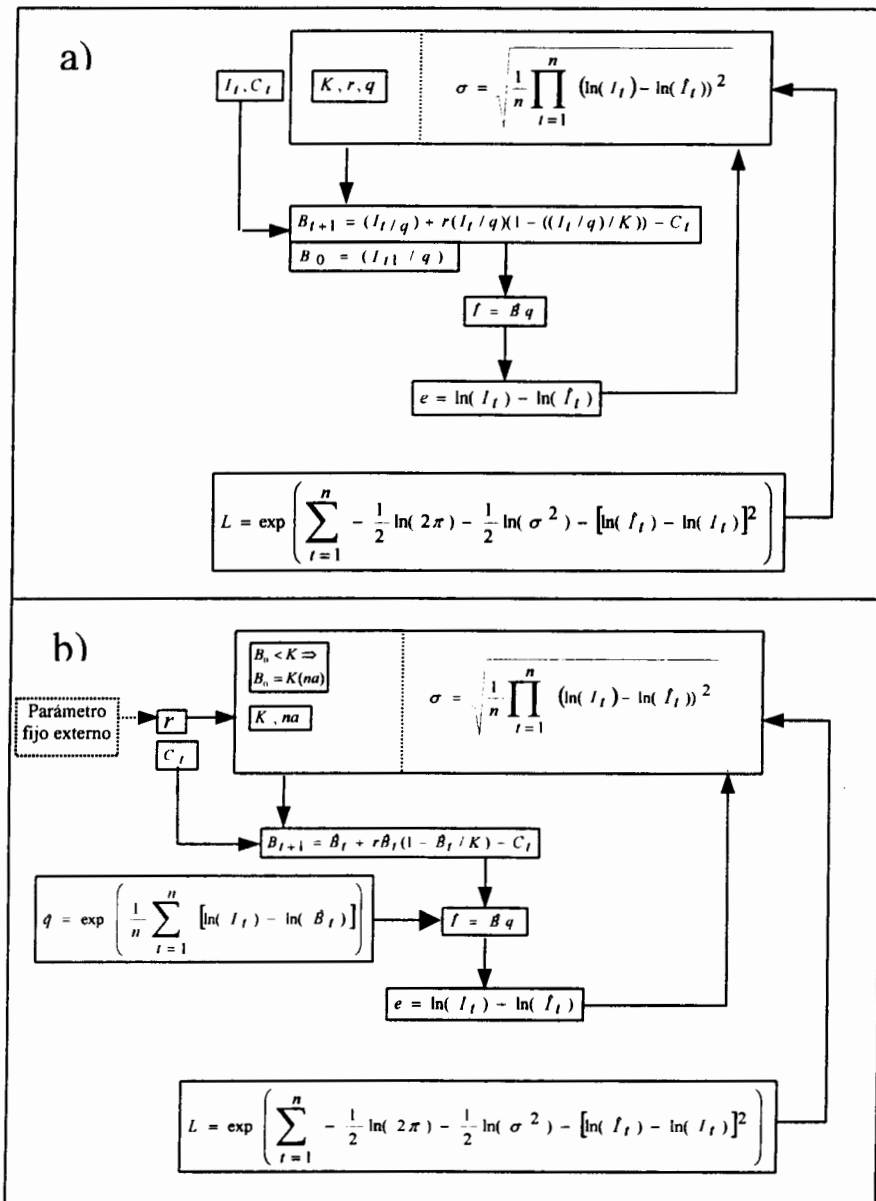 a)
I_t, C_t
K, r, q
σ = √(1/n ∏_{t=1}^{n} (ln(I_t) − ln(Î_t))²)
B_{t+1} = (I_{t/q}) + r(I_t/q)(1 − ((I_t/q)/K)) − C_t
B_0 = (I_{t1} / q)
Î = B̂ q
e = ln(I_t) − ln(Î_t)
L = exp(∑_{t=1}^{n} − 1/2 ln(2π) − 1/2 ln(σ²) − [ln(Î_t) − ln(I_t)]²)
b)
B_0 < K ⇒
B_0 = K(na)
K, na
σ = √(1/n ∏_{t=1}^{n} (ln(I_t) − ln(Î_t))²)
Parámetro
fijo externo
r
C_t
B_{t+1} = B̂_t + rB̂_t(1 − B̂_t/K) − C_t
q̂ = exp(1/n ∑_{t=1}^{n} [ln(I_t) − ln(B̂_t)])
Î = B̂ q
e = ln(I_t) − ln(Î_t)
L = exp(∑_{t=1}^{n} − 1/2 ln(2π) − 1/2 ln(σ²) − [ln(Î_t) − ln(I_t)]²)